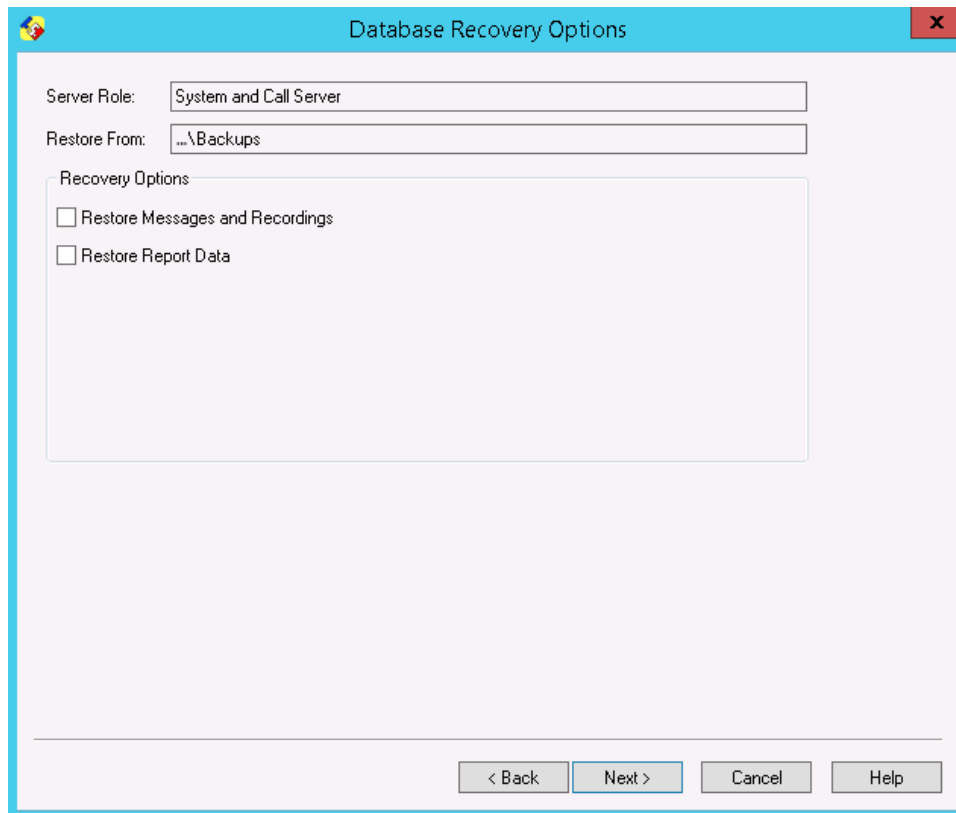 Database Recovery Options
x
Server Role: System and Call Server
Restore From: ...\Backups
Recovery Options
Restore Messages and Recordings
Restore Report Data
< Back Next > Cancel Help